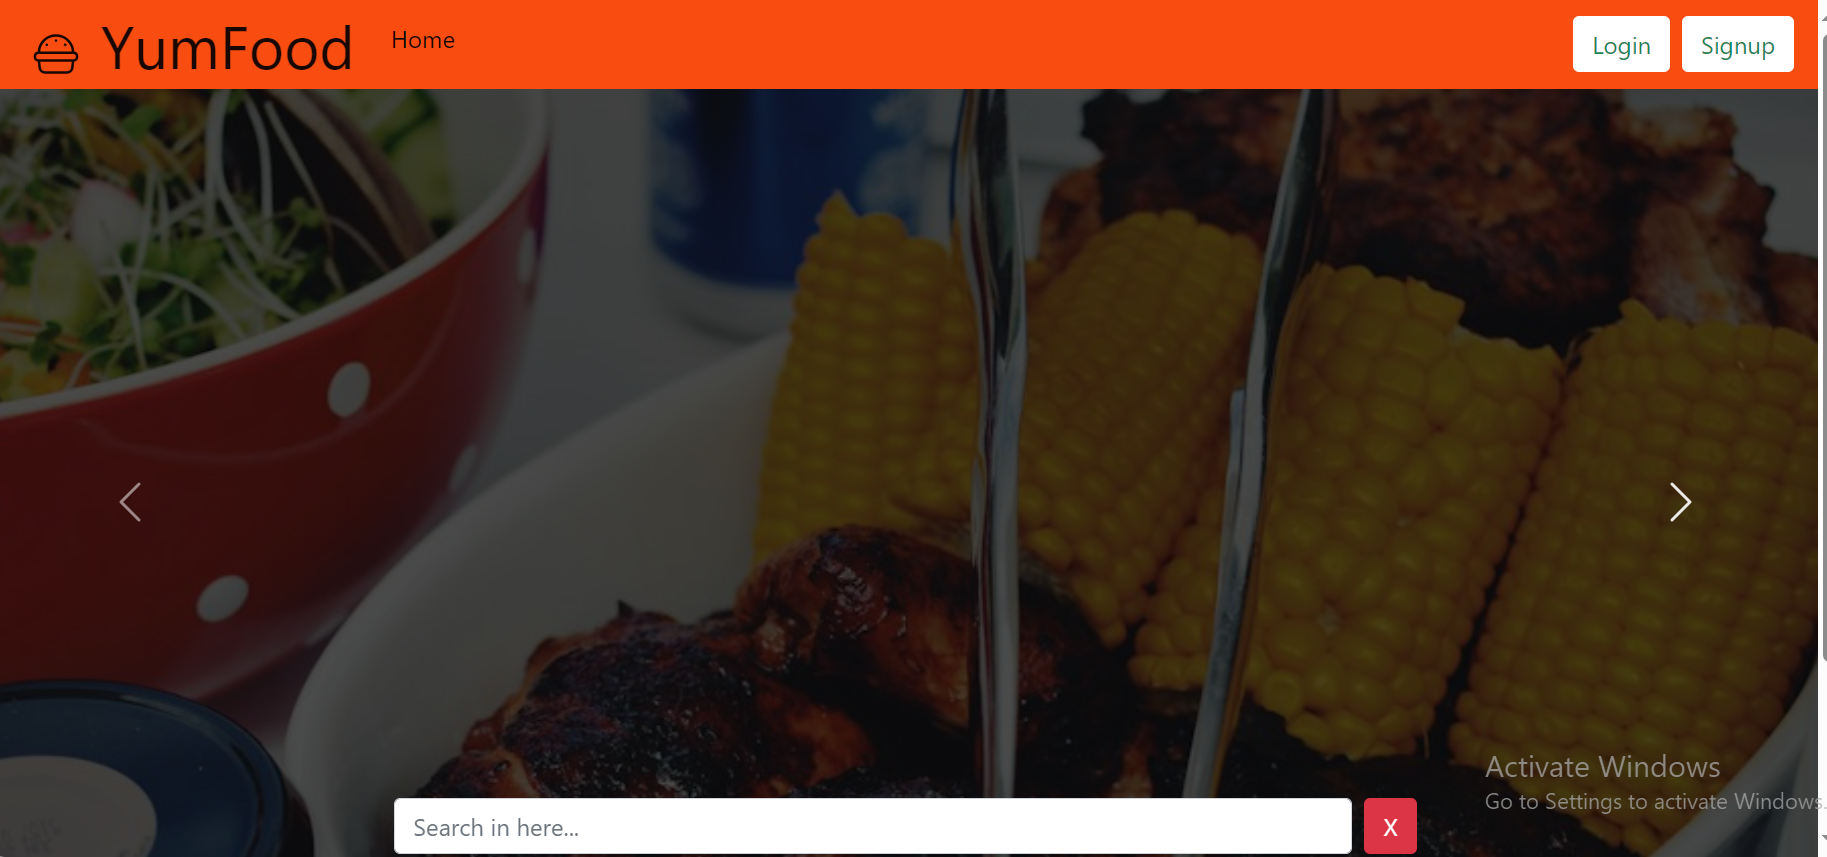 YumFood
Home
Login
Signup
Activate Windows
Go to Settings to activate Windows.
Search in here...
X